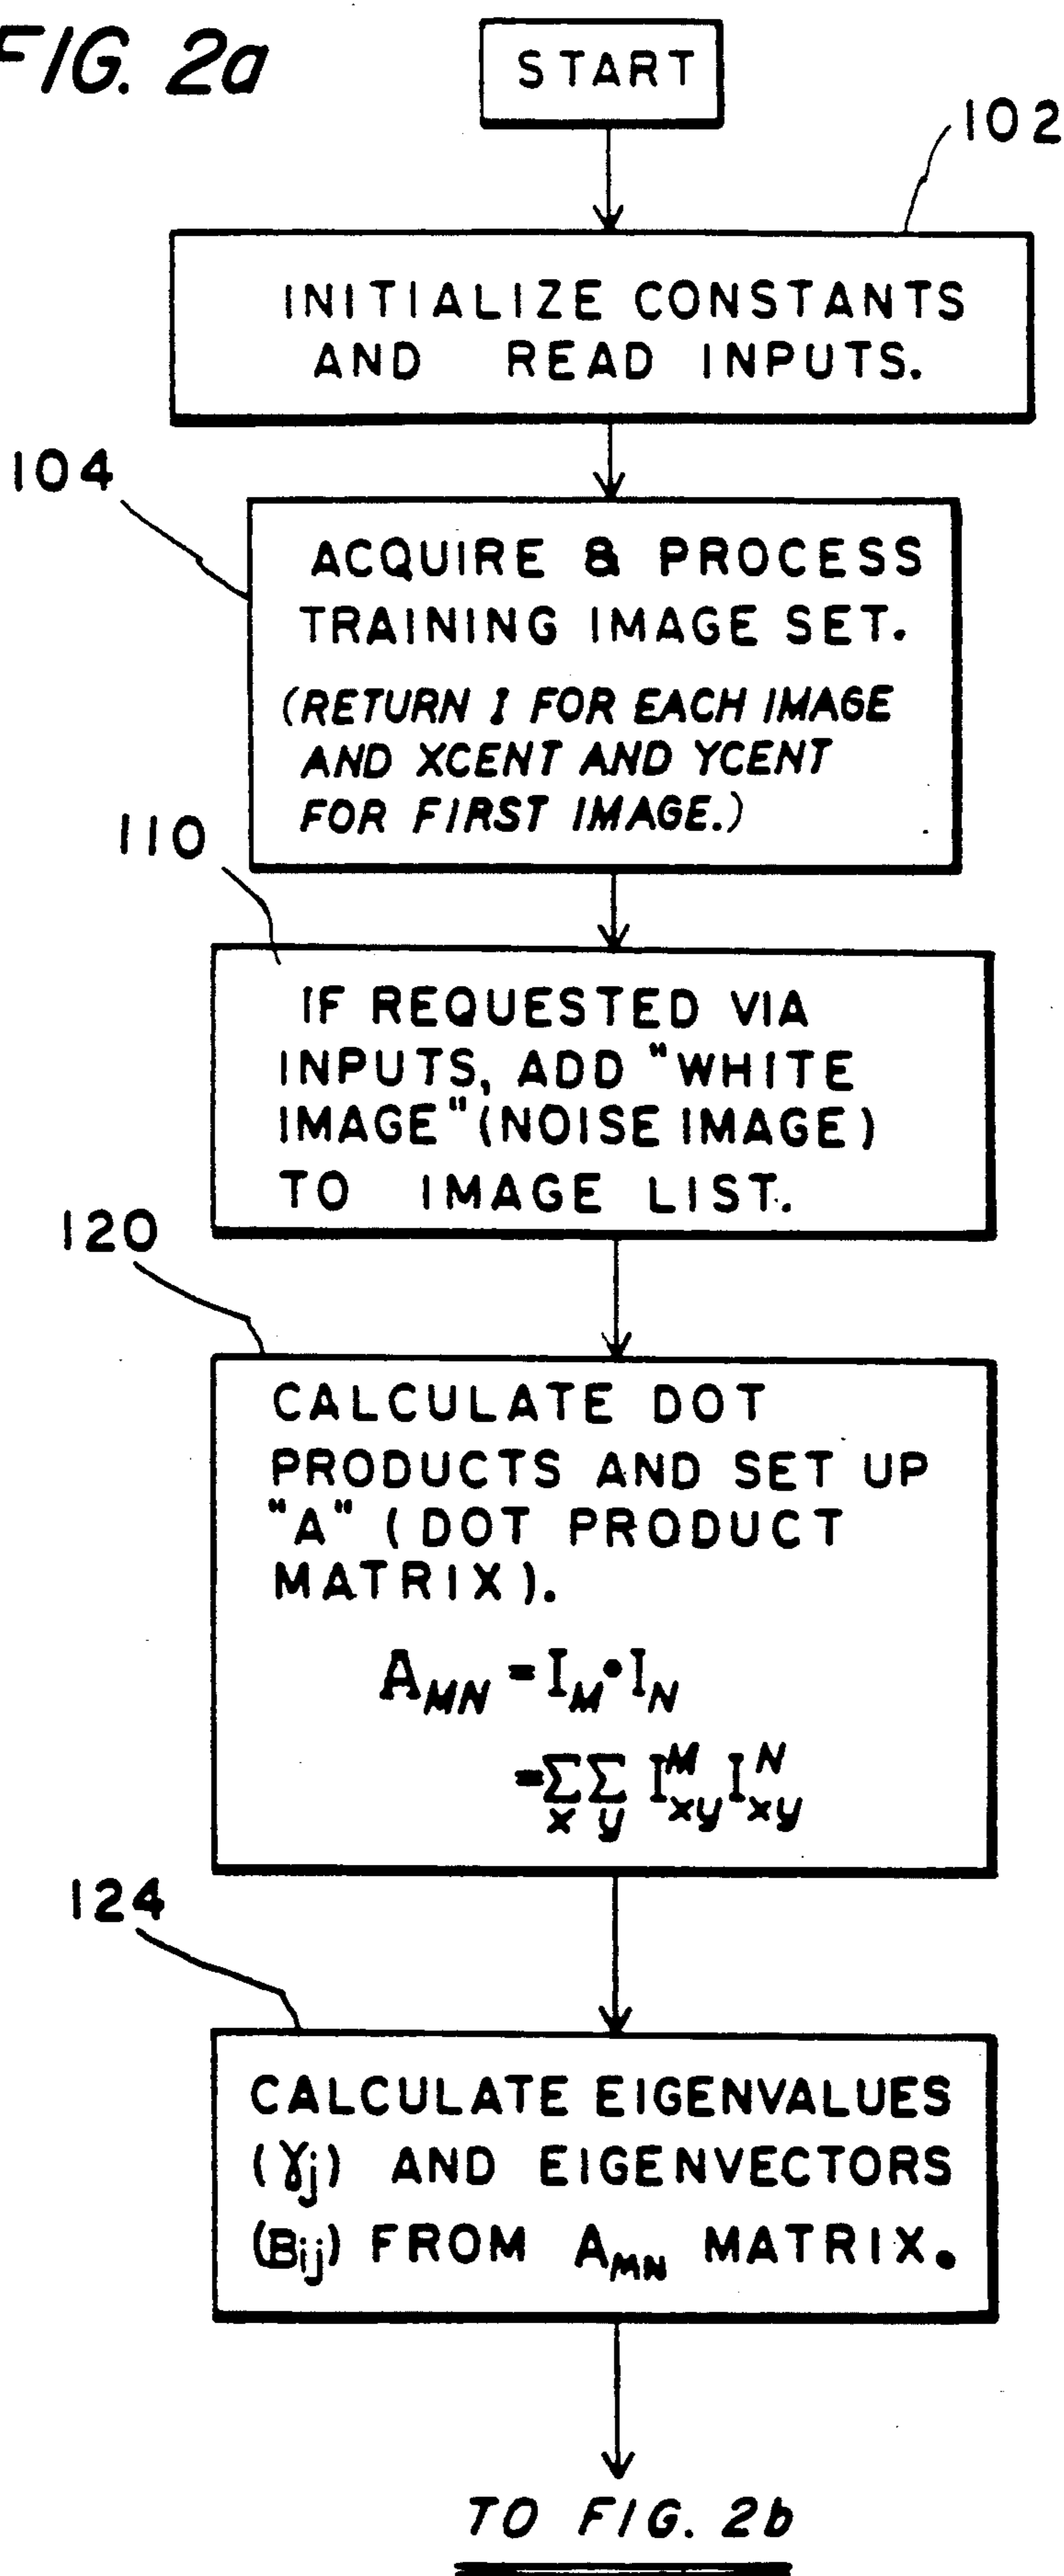 FIG. 2a
START
102
INITIALIZE CONSTANTS
AND READ INPUTS.
104
ACQUIRE & PROCESS
TRAINING IMAGE SET.
(RETURN I FOR EACH IMAGE
AND XCENT AND YCENT
FOR FIRST IMAGE.)
110
IF REQUESTED VIA
INPUTS, ADD "WHITE
IMAGE" (NOISE IMAGE)
TO IMAGE LIST.
120
CALCULATE DOT
PRODUCTS AND SET UP
"A" (DOT PRODUCT
MATRIX).
A_MN = I_M • I_N
= Σ_x Σ_y I^M_xy I^N_xy
124
CALCULATE EIGENVALUES
(γj) AND EIGENVECTORS
(Bij) FROM A_MN MATRIX.
TO FIG. 2b